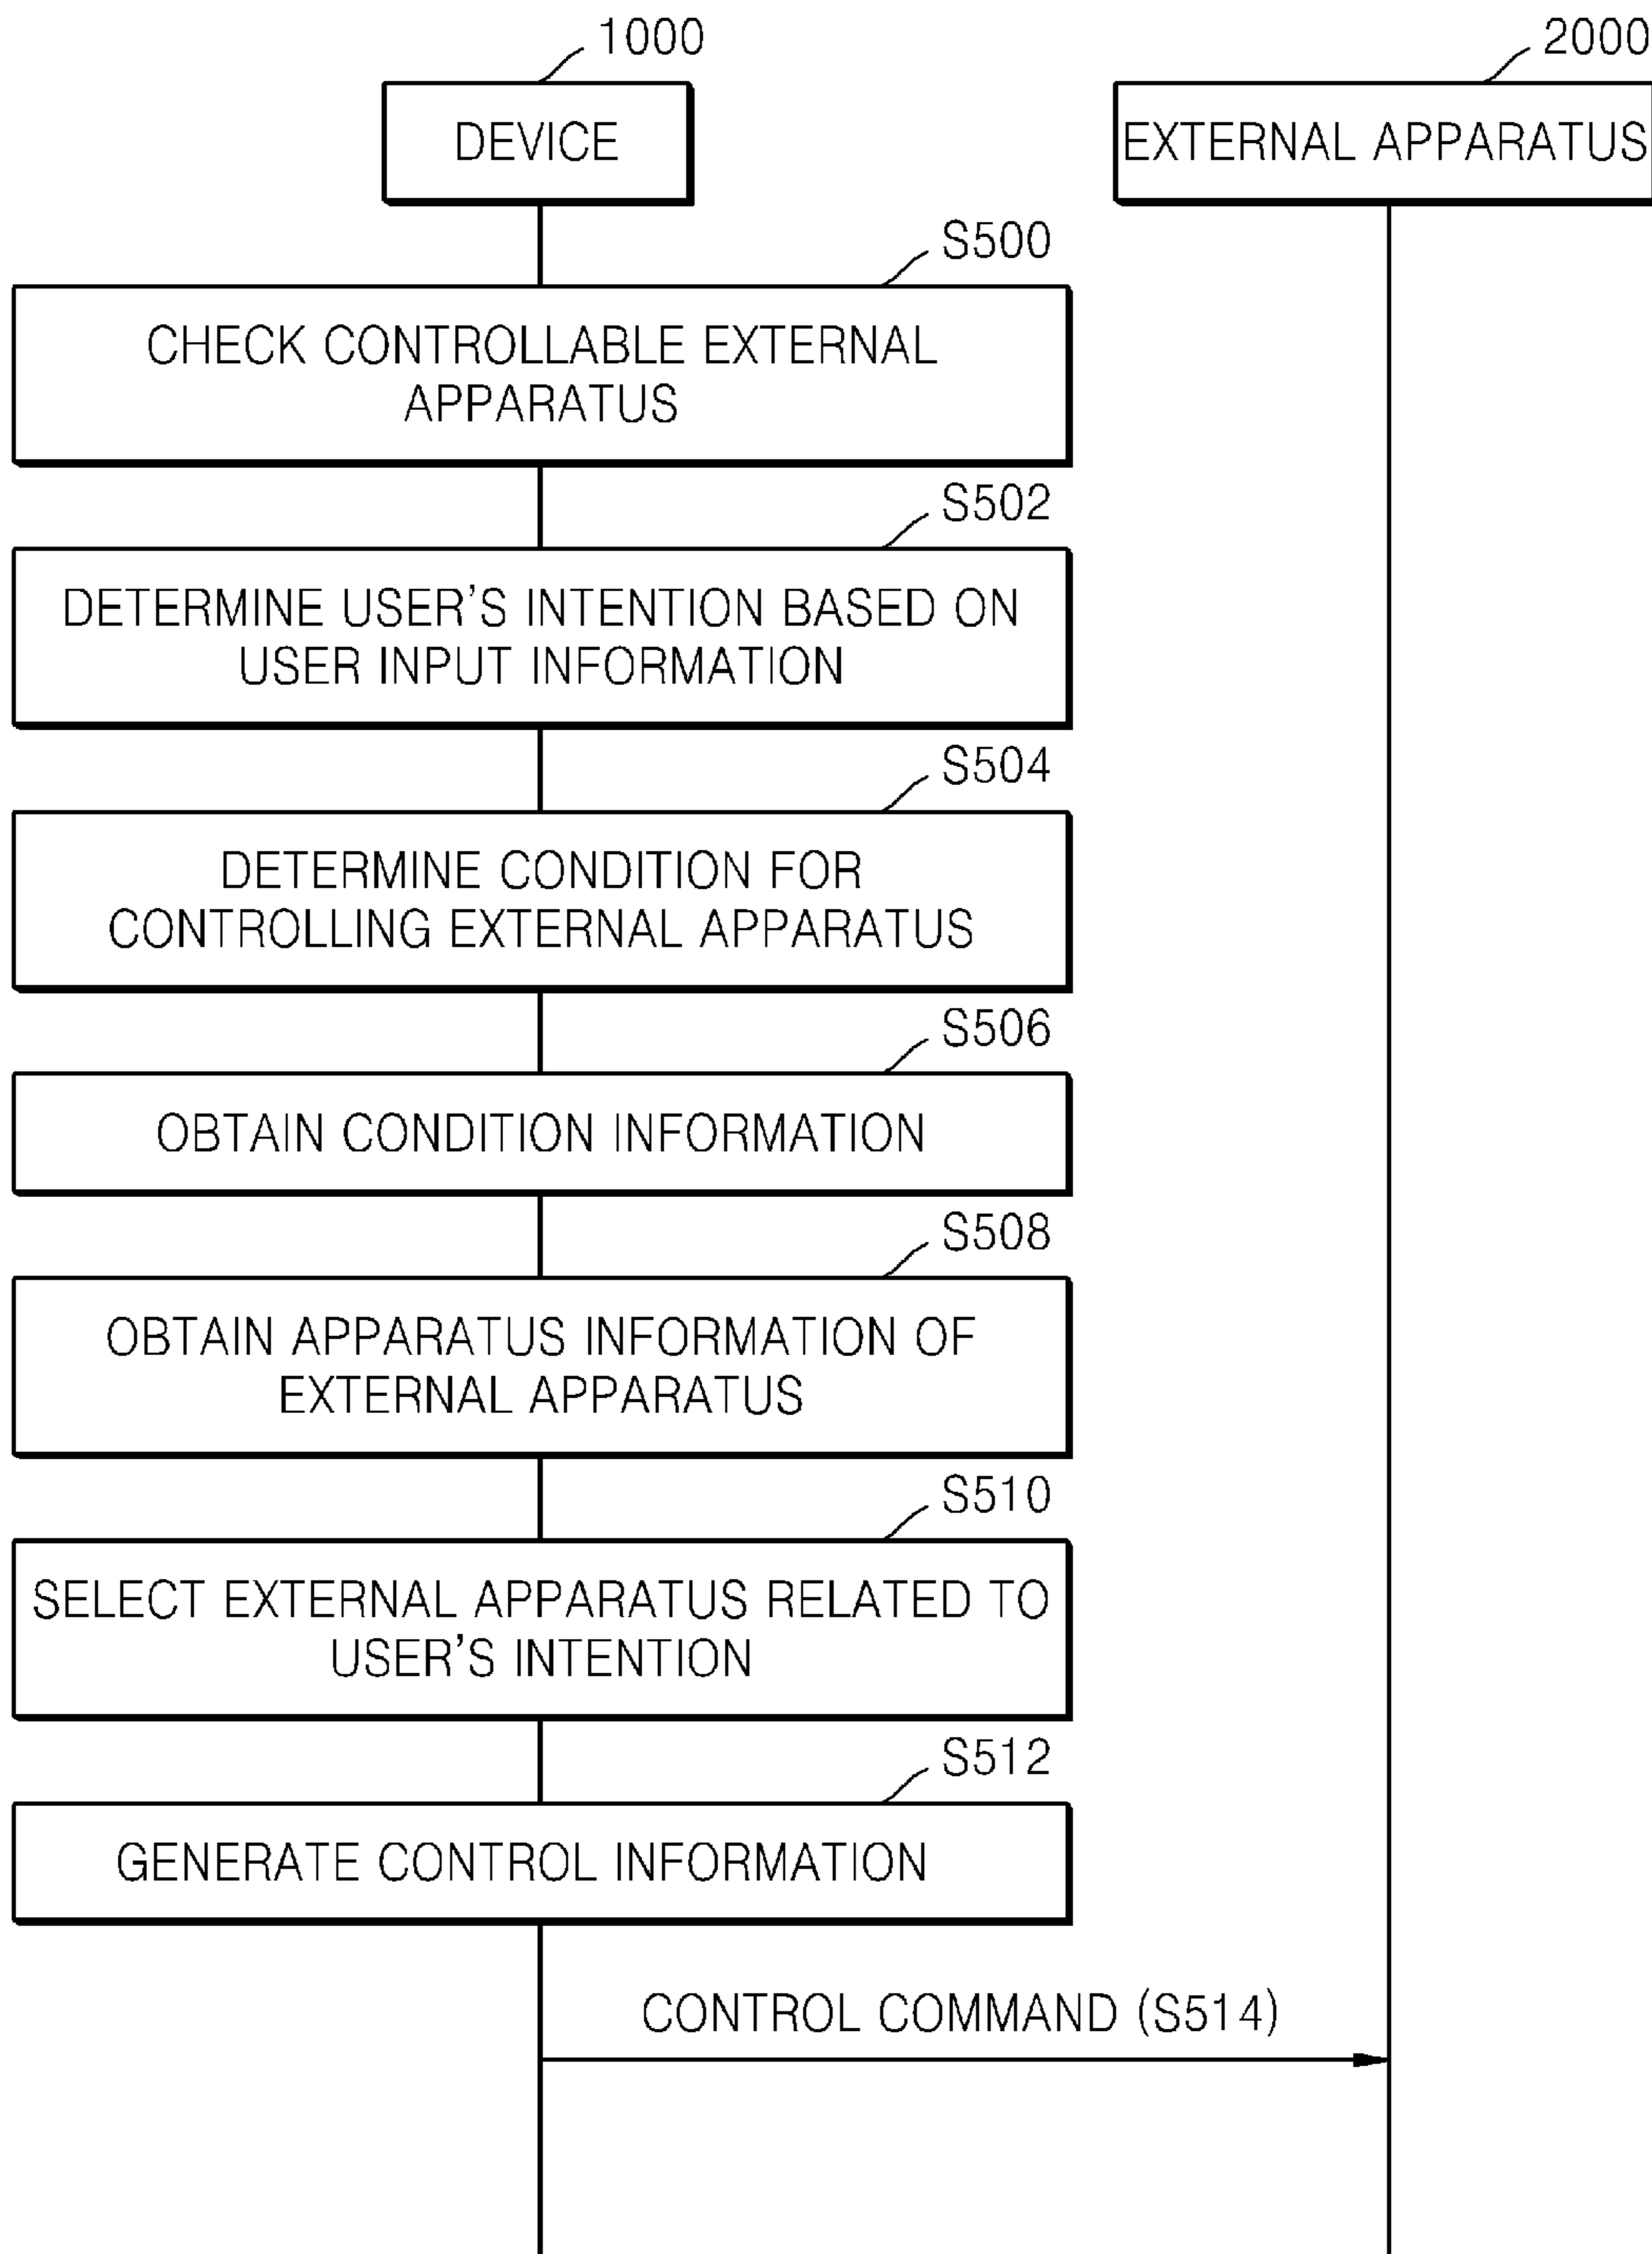 1000
2000
DEVICE
EXTERNAL APPARATUS
S500
CHECK CONTROLLABLE EXTERNAL
APPARATUS
S502
DETERMINE USER'S INTENTION BASED ON
USER INPUT INFORMATION
S504
DETERMINE CONDITION FOR
CONTROLLING EXTERNAL APPARATUS
S506
OBTAIN CONDITION INFORMATION
S508
OBTAIN APPARATUS INFORMATION OF
EXTERNAL APPARATUS
S510
SELECT EXTERNAL APPARATUS RELATED TO
USER'S INTENTION
S512
GENERATE CONTROL INFORMATION
CONTROL COMMAND (S514)